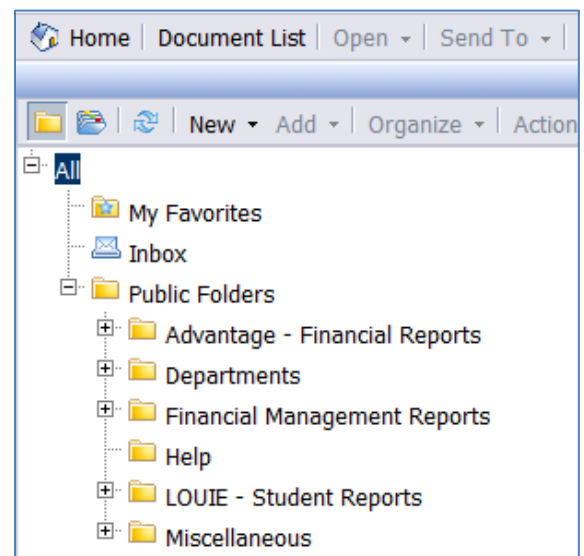 Home | Document List | Open | Send To |
New Add | Organize | Action
All
My Favorites
Inbox
Public Folders
Advantage - Financial Reports
Departments
Financial Management Reports
Help
LOUIE - Student Reports
Miscellaneous